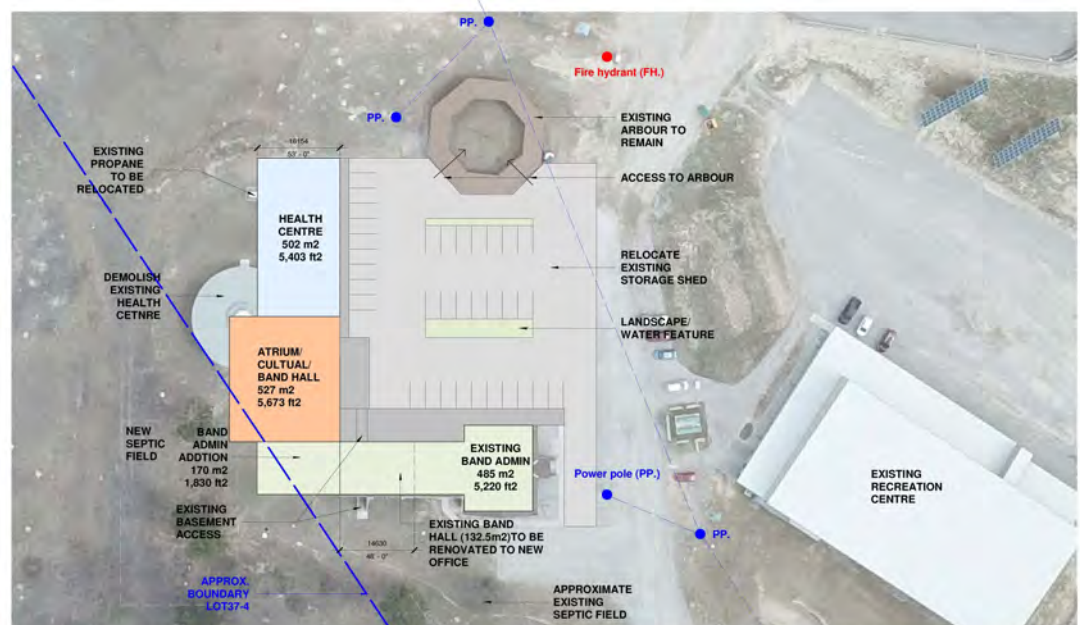 PP.
Fire hydrant (FH.)
PP.
EXISTING
ARBOUR TO
REMAIN
16154
53' - 0"
EXISTING
PROPANE
TO BE
RELOCATED
ACCESS TO ARBOUR
HEALTH
CENTRE
502 m2
5,403 ft2
RELOCATE
EXISTING
STORAGE SHED
DEMOLISH
EXISTING
HEALTH
CETNRE
LANDSCAPE/
WATER FEATURE
ATRIUM/
CULTUAL/
BAND HALL
527 m2
5,673 ft2
NEW
SEPTIC
FIELD
BAND
ADMIN
ADDTION
170 m2
1,830 ft2
EXISTING
BAND ADMIN
485 m2
5,220 ft2
Power pole (PP.)
EXISTING
RECREATION
CENTRE
EXISTING
BASEMENT
ACCESS
EXISTING BAND
HALL (132.5m2)TO BE
RENOVATED TO NEW
OFFICE
PP.
14630
48' - 0"
APPROX.
BOUNDARY
LOT37-4
APPROXIMATE
EXISTING
SEPTIC FIELD